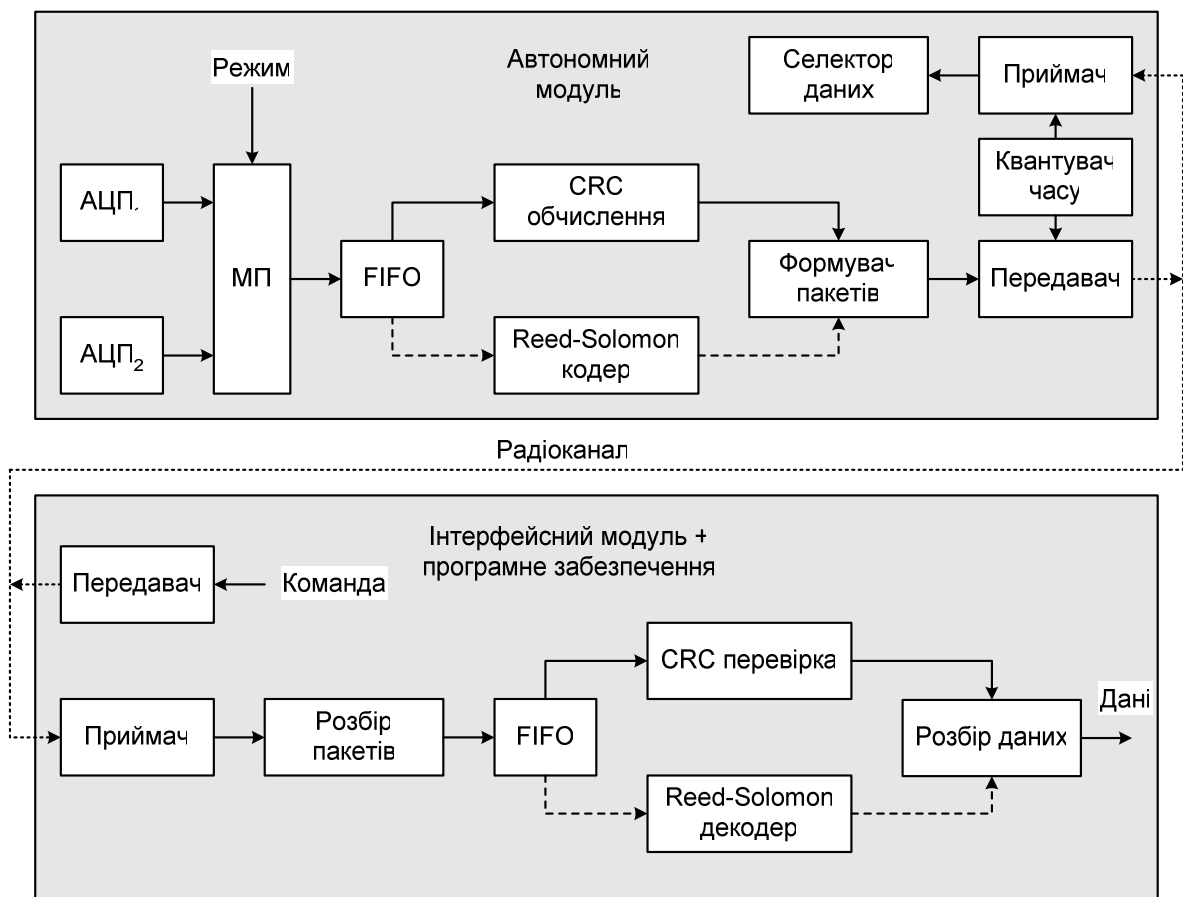 Режим
Автономний
модуль
Селектор
даних
Приймач
АЦП1
Квантувач
часу
CRC
обчислення
МП
FIFO
Формувач
пакетів
Передавач
АЦП2
Reed-Solomon
кодер
Радіоканал
Інтерфейсний модуль +
програмне забезпечення
Передавач
Команда
CRC перевірка
Дані
Приймач
Розбір
пакетів
FIFO
Розбір даних
Reed-Solomon
декодер